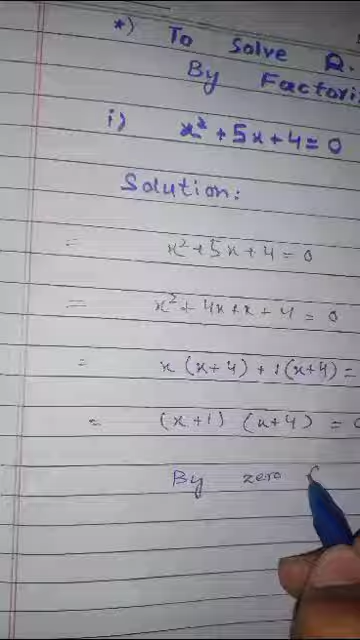 *) To Solve Q.
By Factori
i) x² + 5x + 4 = 0
Solution:
= x² + 5x + 4 = 0
= x² + 4x + x + 4 = 0
= x (x+4) + 1(x+4) =
= (x+1) (x+4) = 0
By zero